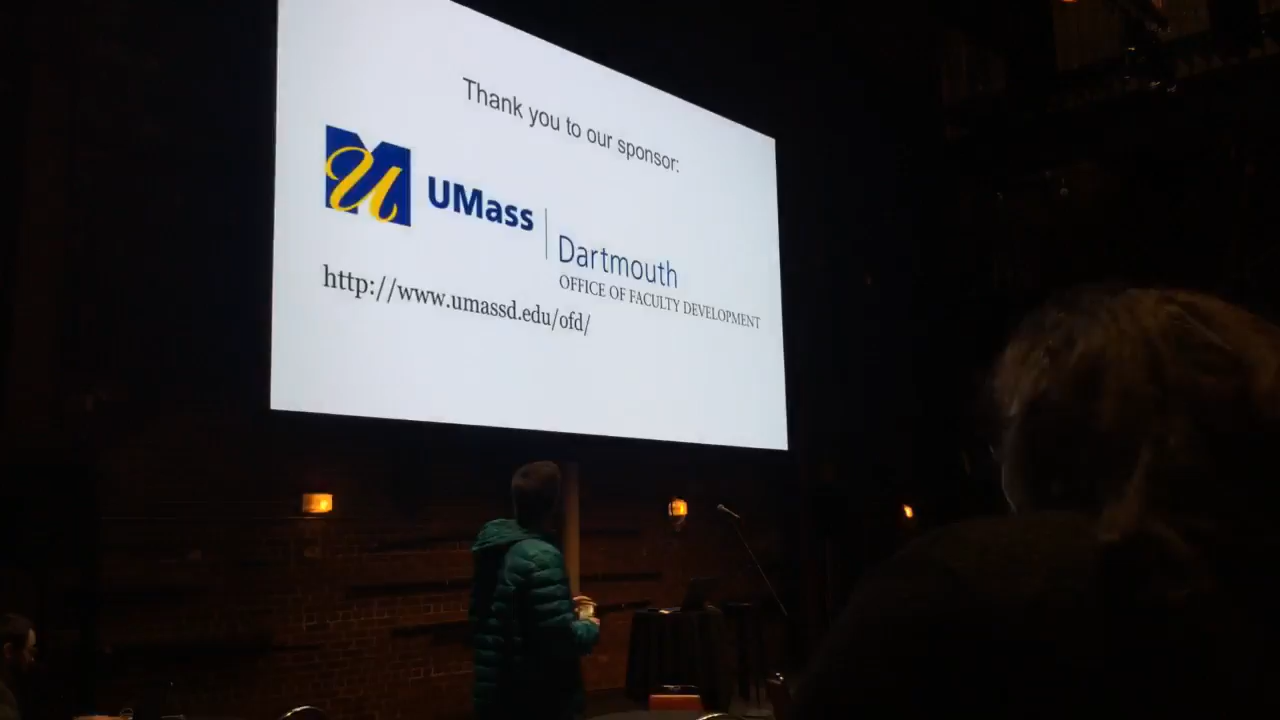 Thank you to our sponsor:
UMass
Dartmouth
OFFICE OF FACULTY DEVELOPMENT
http://www.umassd.edu/ofd/